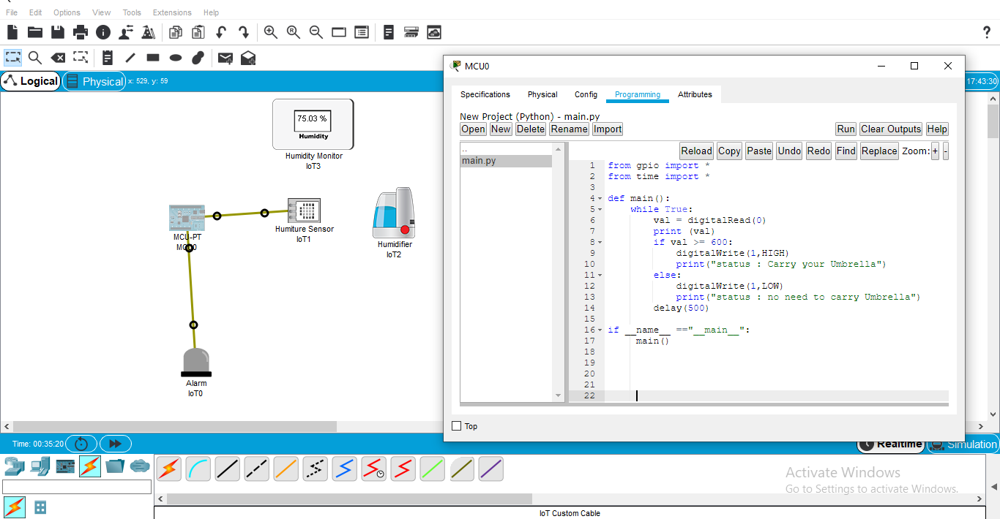 File Edit Options View Tools Extensions Help
Logical Physical x: 529, y: 59
17:43:30
75.03 %
Humidity
Humidity Monitor
IoT3
Humiture Sensor
IoT1
MCU-PT
Humidifier
IoT2
Alarm
IoT0
MCU0
Specifications Physical Config Programming Attributes
New Project (Python) - main.py
Open New Delete Rename Import Run Clear Outputs Help
..
main.py
Reload Copy Paste Undo Redo Find Replace Zoom: + -
1 from gpio import *
2 from time import *
3
4 def main():
5 while True:
6 val = digitalRead(0)
7 print (val)
8 if val >= 600:
9 digitalWrite(1,HIGH)
10 print("status : Carry your Umbrella")
11 else:
12 digitalWrite(1,LOW)
13 print("status : no need to carry Umbrella")
14 delay(500)
15
16 if __name__ =="__main__":
17 main()
18
19
20
21
22
Top
Time: 00:35:20
Realtime Simulation
Activate Windows
Go to Settings to activate Windows.
IoT Custom Cable